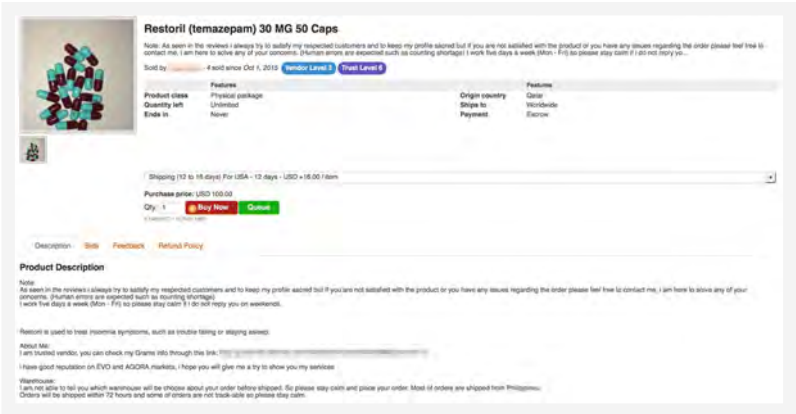 Restoril (temazepam) 30 MG 50 Caps
Note: As seen in the reviews i always try to satisfy my respected customers and to keep my profile sacred but if you are not satisfied with the product or you have any issues regarding the order please feel free to
contact me, i am here to solve any of your concerns. (Human errors are expected such as counting shortage) I work five days a week (Mon - Fri) so please stay calm if i do not reply yo...
Sold by - 4 sold since Oct 1, 2015 Vendor Level 3 Trust Level 6
Features Features
Product class Physical package Origin country Qatar
Quantity left Unlimited Ships to Worldwide
Ends in Never Payment Escrow
Shipping (12 to 15 days) For USA - 12 days - USD +18.00 / item
Purchase price: USD 100.00
Qty: 1 Buy Now Queue
Description Bids Feedback Refund Policy
Product Description
Note:
As seen in the reviews i always try to satisfy my respected customers and to keep my profile sacred but if you are not satisfied with the product or you have any issues regarding the order please feel free to contact me, i am here to solve any of your
concerns. (Human errors are expected such as counting shortage)
I work five days a week (Mon - Fri) so please stay calm if i do not reply you on weekends.
Restoril is used to treat insomnia symptoms, such as trouble falling or staying asleep.
About Me:
I am trusted vendor, you can check my Grams info through this link:
I have good reputation on EVO and AGORA markets, i hope you will give me a try to show you my services
Warehouse:
I am not able to tell you which warehouse will be choose about your order before shipped. So please stay calm and place your order. Most of orders are shipped from Philippines.
Orders will be shipped within 72 hours and some of orders are not track-able so please stay calm.